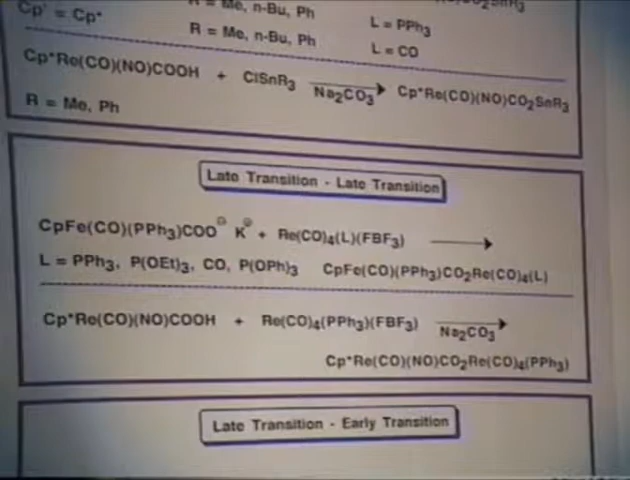 Cp' = Cp*
R = Me, n-Bu, Ph
L = PPh3
R = Me, n-Bu, Ph
L = CO
Cp*Re(CO)(NO)COOH + ClSnR3 Na2CO3 Cp*Re(CO)(NO)CO2SnR3
R = Me, Ph
Late Transition - Late Transition
CpFe(CO)(PPh3)COO⊖ K⊕ + Re(CO)4(L)(FBF3)
L = PPh3, P(OEt)3, CO, P(OPh)3 CpFe(CO)(PPh3)CO2Re(CO)4(L)
Cp*Re(CO)(NO)COOH + Re(CO)4(PPh3)(FBF3) Na2CO3
Cp*Re(CO)(NO)CO2Re(CO)4(PPh3)
Late Transition - Early Transition